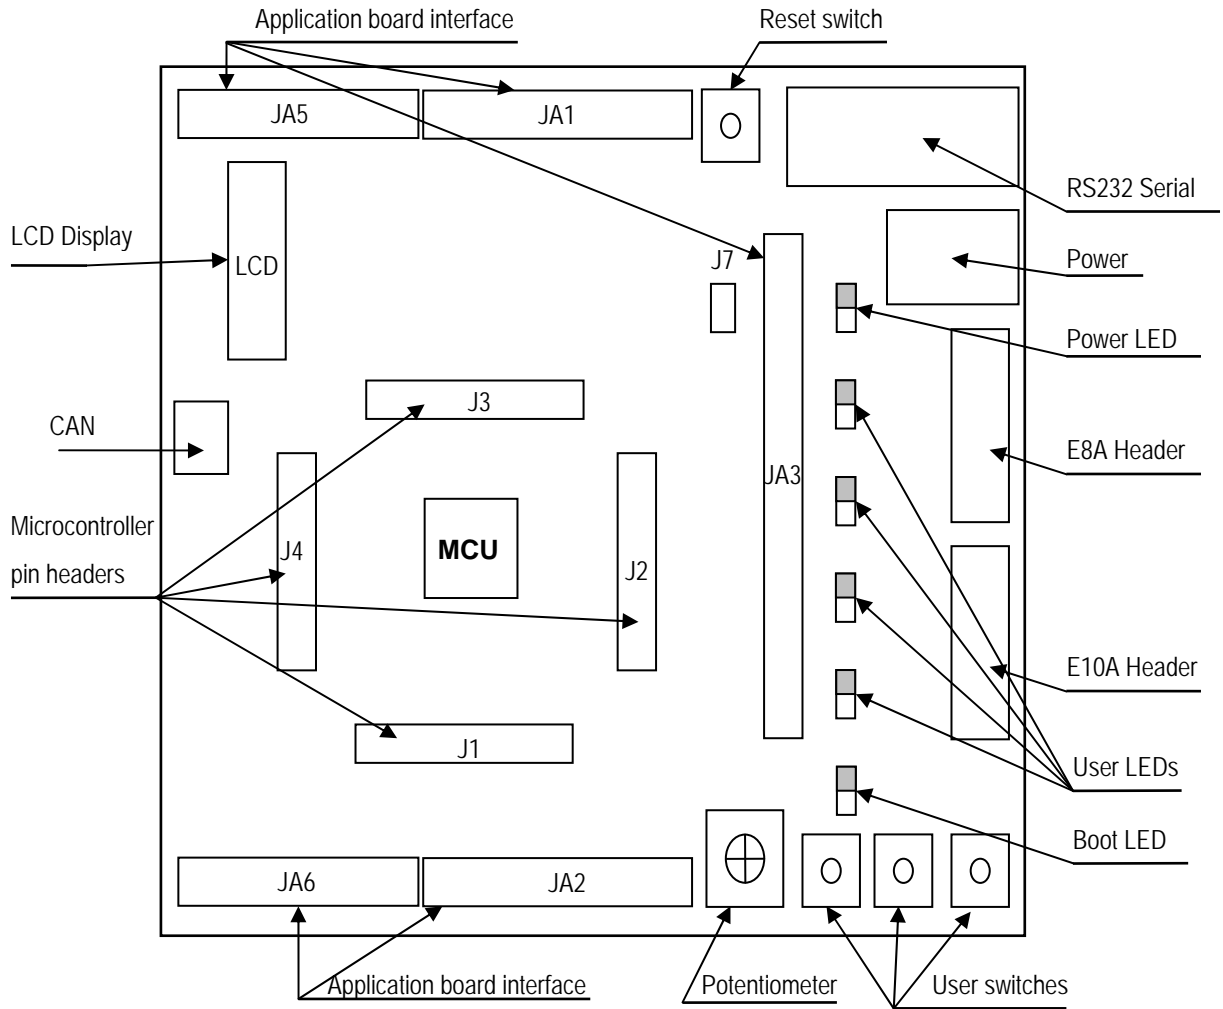 Application board interface
Reset switch
JA5
JA1
RS232 Serial
LCD Display
LCD
J7
Power
Power LED
J3
CAN
E8A Header
JA3
Microcontroller
pin headers
J4
MCU
J2
E10A Header
J1
User LEDs
Boot LED
JA6
JA2
Application board interface
Potentiometer
User switches